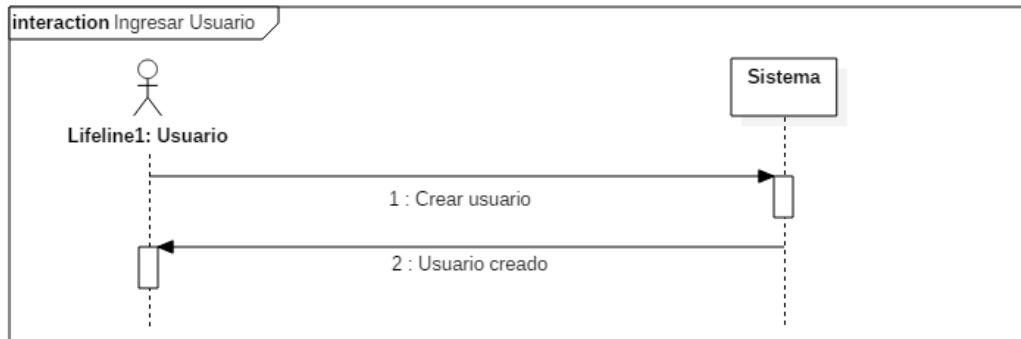 interaction Ingresar Usuario
Sistema
Lifeline1: Usuario
1 : Crear usuario
2 : Usuario creado